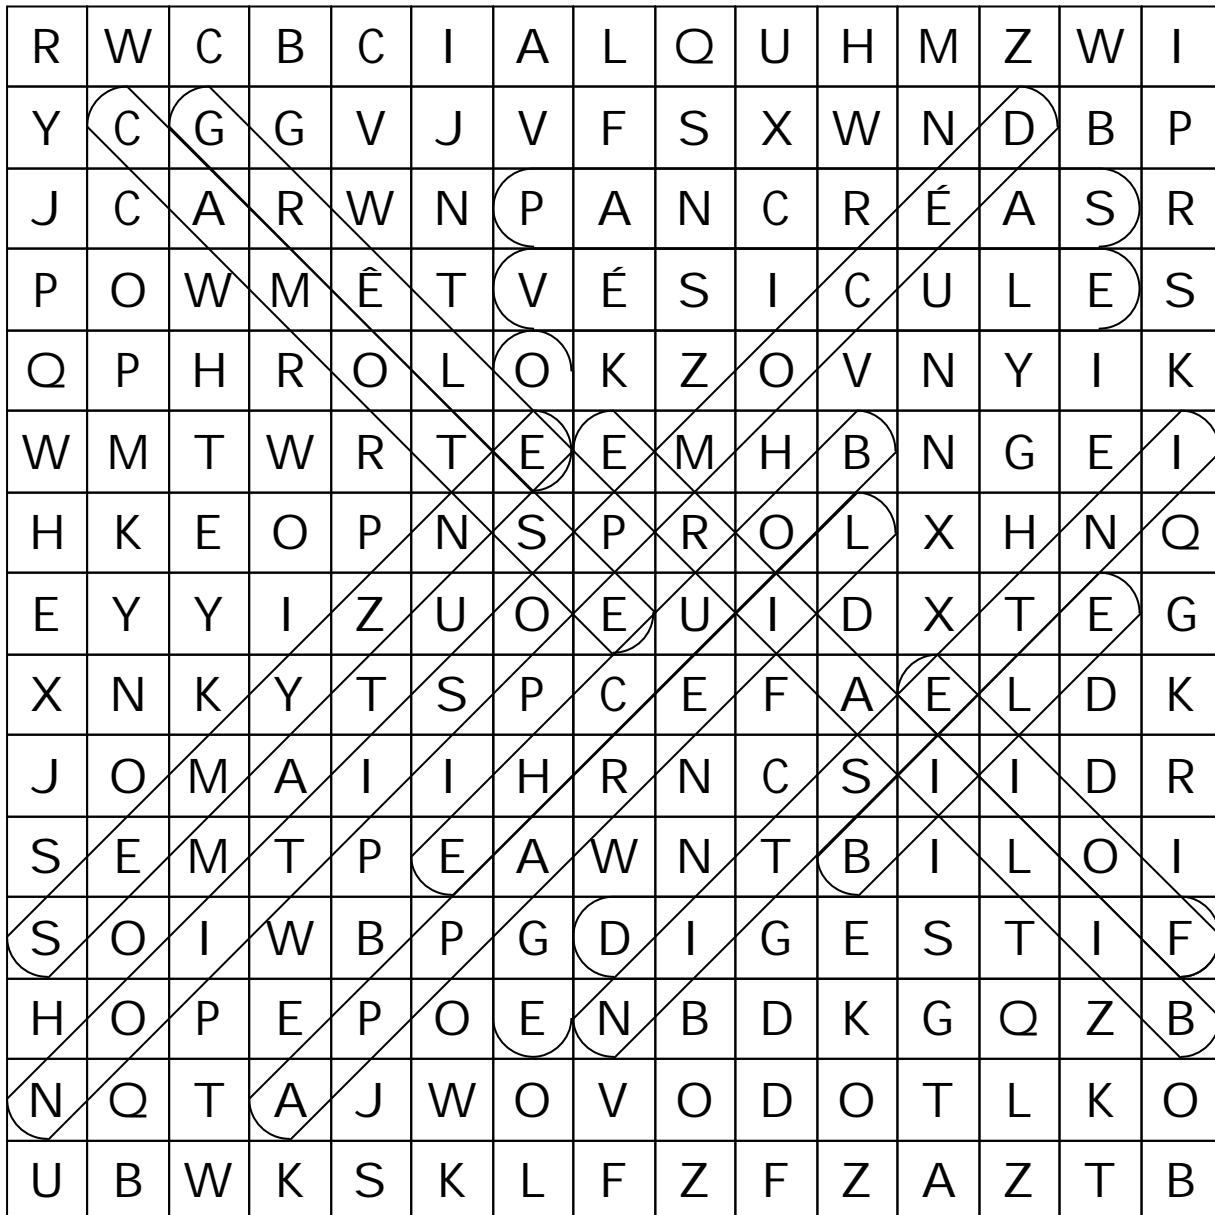 R W C B C I A L Q U H M Z W I
Y C G G V J V F S X W N D B P
J C A R W N P A N C R É A S R
P O W M Ê T V É S I C U L E S
Q P H R O L O K Z O V N Y I K
W M T W R T E E M H B N G E I
H K E O P N S P R O L X H N Q
E Y Y I Z U O E U I D X T E G
X N K Y T S P C E F A E L D K
J O M A I I H R N C S I I D R
S E M T P E A W N T B I L O I
S O I W B P G D I G E S T I F
H O P E P O E N B D K G Q Z B
N Q T A J W O V O D O T L K O
U B W K S K L F Z F Z A Z T B